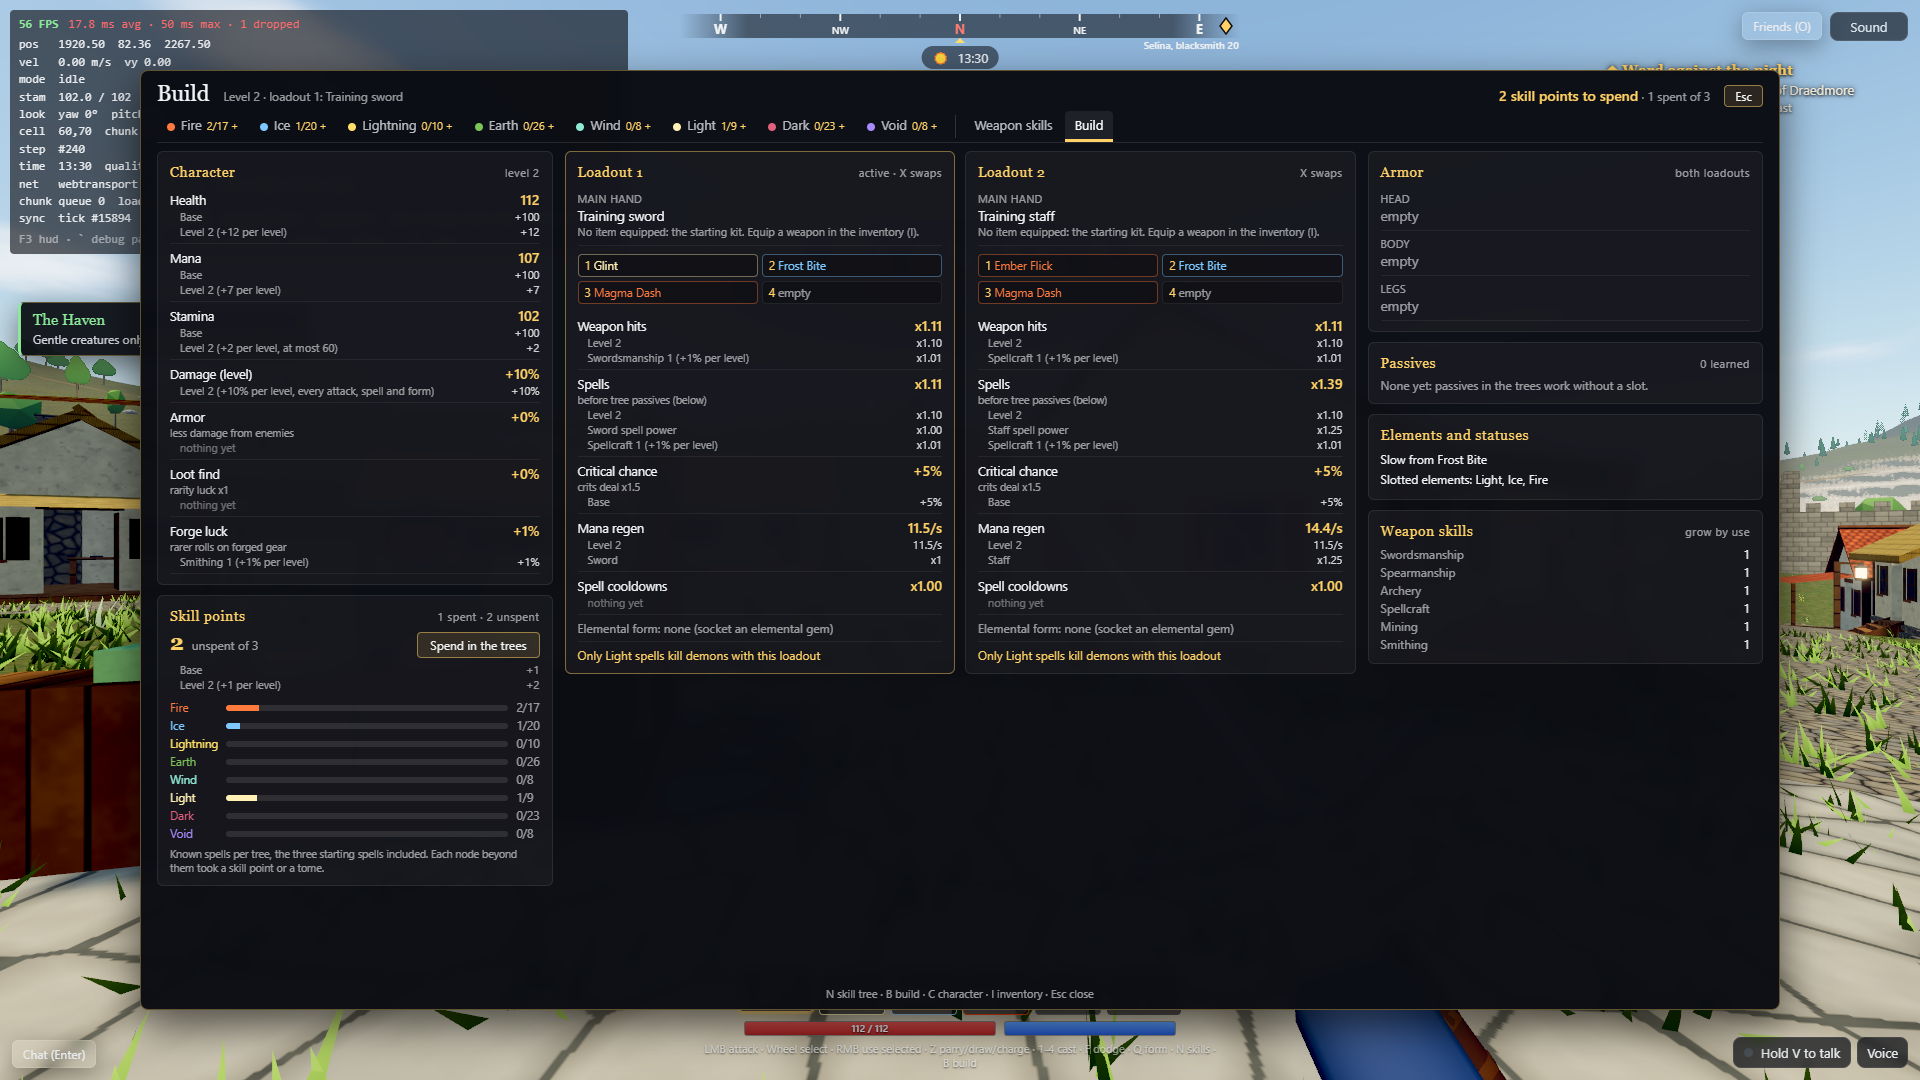 56 FPS 17.8 ms avg · 50 ms max · 1 dropped
pos 1920.50 82.36 2267.50
vel 0.00 m/s vy 0.00
mode idle
stam 102.0 / 102
look yaw 0°
cell 60,70 chunk
step #240
time 13:30
net webtransport
chunk queue 0
sync tick #15894
F3 hud · ` debug
W NW N NE E
Selina, blacksmith 20
13:30
Friends (O)
Sound
of Draedmore
The Haven
Gentle creatures
Build
Level 2 · loadout 1: Training sword
2 skill points to spend · 1 spent of 3
Esc
Fire 2/17 + Ice 1/20 + Lightning 0/10 + Earth 0/26 + Wind 0/8 + Light 1/9 + Dark 0/23 + Void 0/8 + Weapon skills Build
Character level 2
Health 112
Base +100
Level 2 (+12 per level) +12
Mana 107
Base +100
Level 2 (+7 per level) +7
Stamina 102
Base +100
Level 2 (+2 per level, at most 60) +2
Damage (level) +10%
Level 2 (+10% per level, every attack, spell and form) +10%
Armor +0%
less damage from enemies
nothing yet
Loot find +0%
rarity luck x1
nothing yet
Forge luck +1%
rarer rolls on forged gear
Smithing 1 (+1% per level) +1%
Skill points 1 spent · 2 unspent
2 unspent of 3
Spend in the trees
Base +1
Level 2 (+1 per level) +2
Fire 2/17
Ice 1/20
Lightning 0/10
Earth 0/26
Wind 0/8
Light 1/9
Dark 0/23
Void 0/8
Known spells per tree, the three starting spells included. Each node beyond
them took a skill point or a tome.
Loadout 1 active · X swaps
MAIN HAND
Training sword
No item equipped: the starting kit. Equip a weapon in the inventory (I).
1 Glint 2 Frost Bite
3 Magma Dash 4 empty
Weapon hits x1.11
Level 2 x1.10
Swordsmanship 1 (+1% per level) x1.01
Spells x1.11
before tree passives (below)
Level 2 x1.10
Sword spell power x1.00
Spellcraft 1 (+1% per level) x1.01
Critical chance +5%
crits deal x1.5
Base +5%
Mana regen 11.5/s
Level 2 11.5/s
Sword x1
Spell cooldowns x1.00
nothing yet
Elemental form: none (socket an elemental gem)
Only Light spells kill demons with this loadout
Loadout 2 X swaps
MAIN HAND
Training staff
No item equipped: the starting kit. Equip a weapon in the inventory (I).
1 Ember Flick 2 Frost Bite
3 Magma Dash 4 empty
Weapon hits x1.11
Level 2 x1.10
Spellcraft 1 (+1% per level) x1.01
Spells x1.39
before tree passives (below)
Level 2 x1.10
Staff spell power x1.25
Spellcraft 1 (+1% per level) x1.01
Critical chance +5%
crits deal x1.5
Base +5%
Mana regen 14.4/s
Level 2 11.5/s
Staff x1.25
Spell cooldowns x1.00
nothing yet
Elemental form: none (socket an elemental gem)
Only Light spells kill demons with this loadout
Armor both loadouts
HEAD
empty
BODY
empty
LEGS
empty
Passives 0 learned
None yet: passives in the trees work without a slot.
Elements and statuses
Slow from Frost Bite
Slotted elements: Light, Ice, Fire
Weapon skills grow by use
Swordsmanship 1
Spearmanship 1
Archery 1
Spellcraft 1
Mining 1
Smithing 1
N skill tree · B build · C character · I inventory · Esc close
112 / 112
LMB attack · Wheel select · RMB use selected · Z parry/draw/charge · 1-4 cast · F dodge · Q form · N skills ·
B build
Chat (Enter)
Hold V to talk
Voice